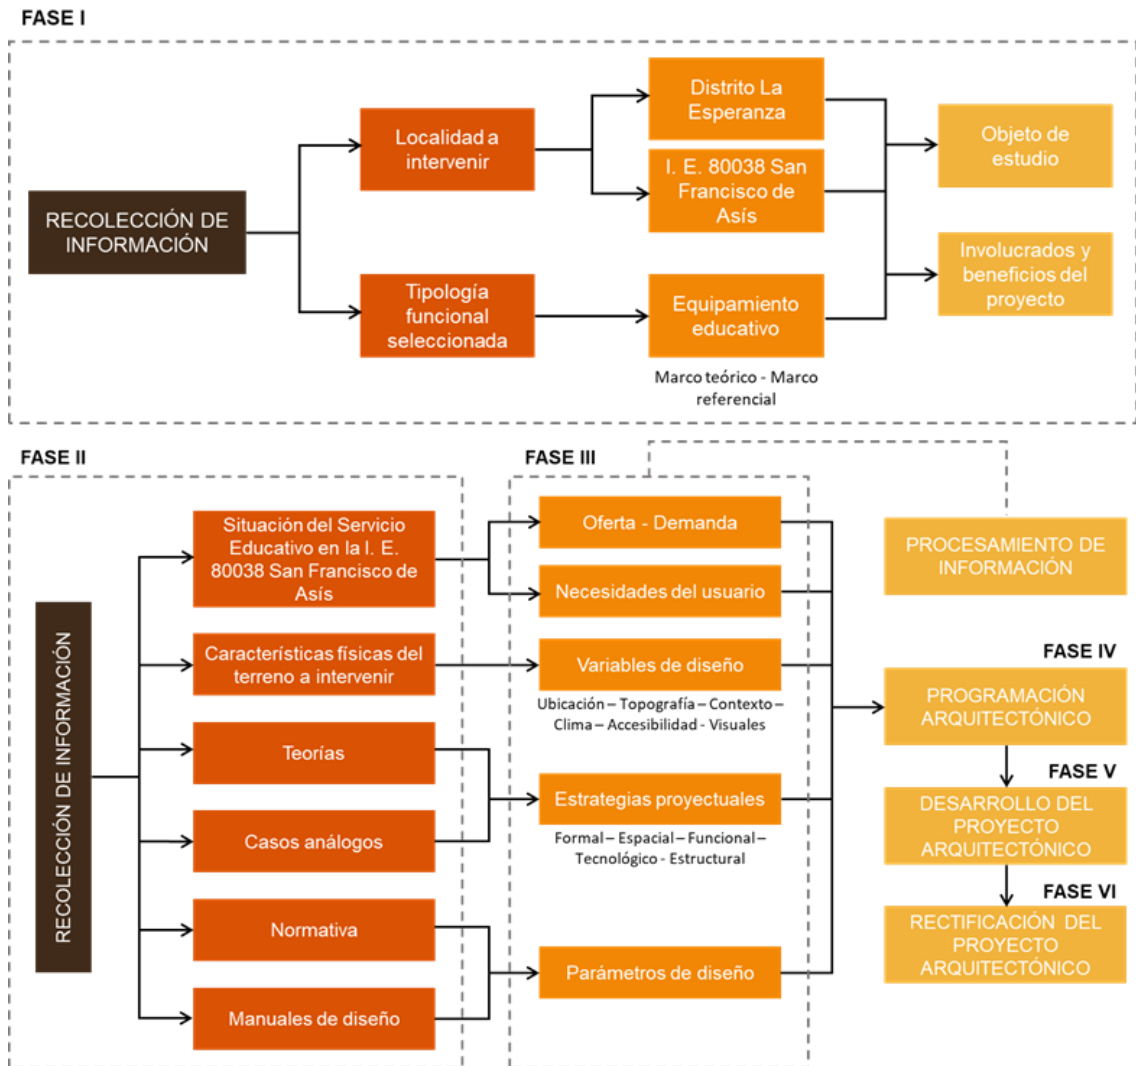 FASE I
RECOLECCIÓN DE
INFORMACIÓN
Localidad a
intervenir
Tipología
funcional
seleccionada
Distrito La
Esperanza
I. E. 80038 San
Francisco de
Asís
Equipamiento
educativo
Marco teórico - Marco
referencial
Objeto de
estudio
Involucrados y
beneficios del
proyecto
FASE II
RECOLECCIÓN DE INFORMACIÓN
Situación del Servicio
Educativo en la I. E.
80038 San Francisco de
Asís
Características físicas del
terreno a intervenir
Teorías
Casos análogos
Normativa
Manuales de diseño
FASE III
Oferta - Demanda
Necesidades del usuario
Variables de diseño
Ubicación – Topografía – Contexto –
Clima – Accesibilidad - Visuales
Estrategias proyectuales
Formal – Espacial – Funcional –
Tecnológico - Estructural
Parámetros de diseño
PROCESAMIENTO DE
INFORMACIÓN
FASE IV
PROGRAMACIÓN
ARQUITECTÓNICO
FASE V
DESARROLLO DEL
PROYECTO
ARQUITECTÓNICO
FASE VI
RECTIFICACIÓN DEL
PROYECTO
ARQUITECTÓNICO